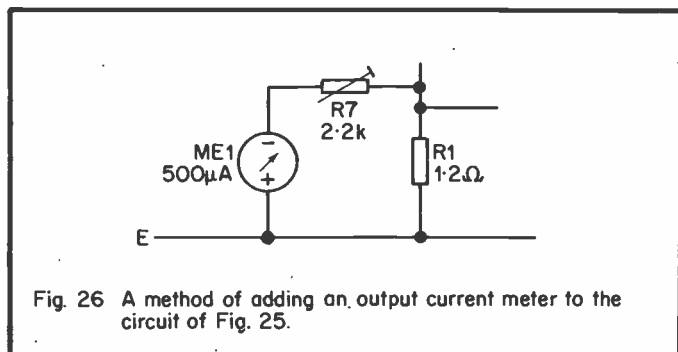 R7
2·2k
ME1
500µA
-
+
R1
1·2Ω
E
Fig. 26 A method of adding an output current meter to the
circuit of Fig. 25.